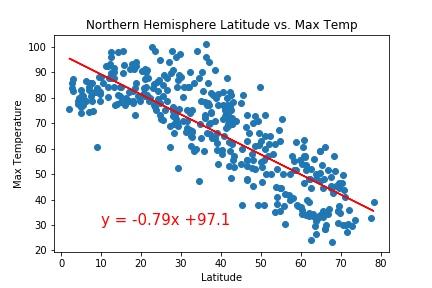 Northern Hemisphere Latitude vs. Max Temp
Max Temperature
100
90
80
70
60
50
40
30
20
y = -0.79x +97.1
0 10 20 30 40 50 60 70 80
Latitude